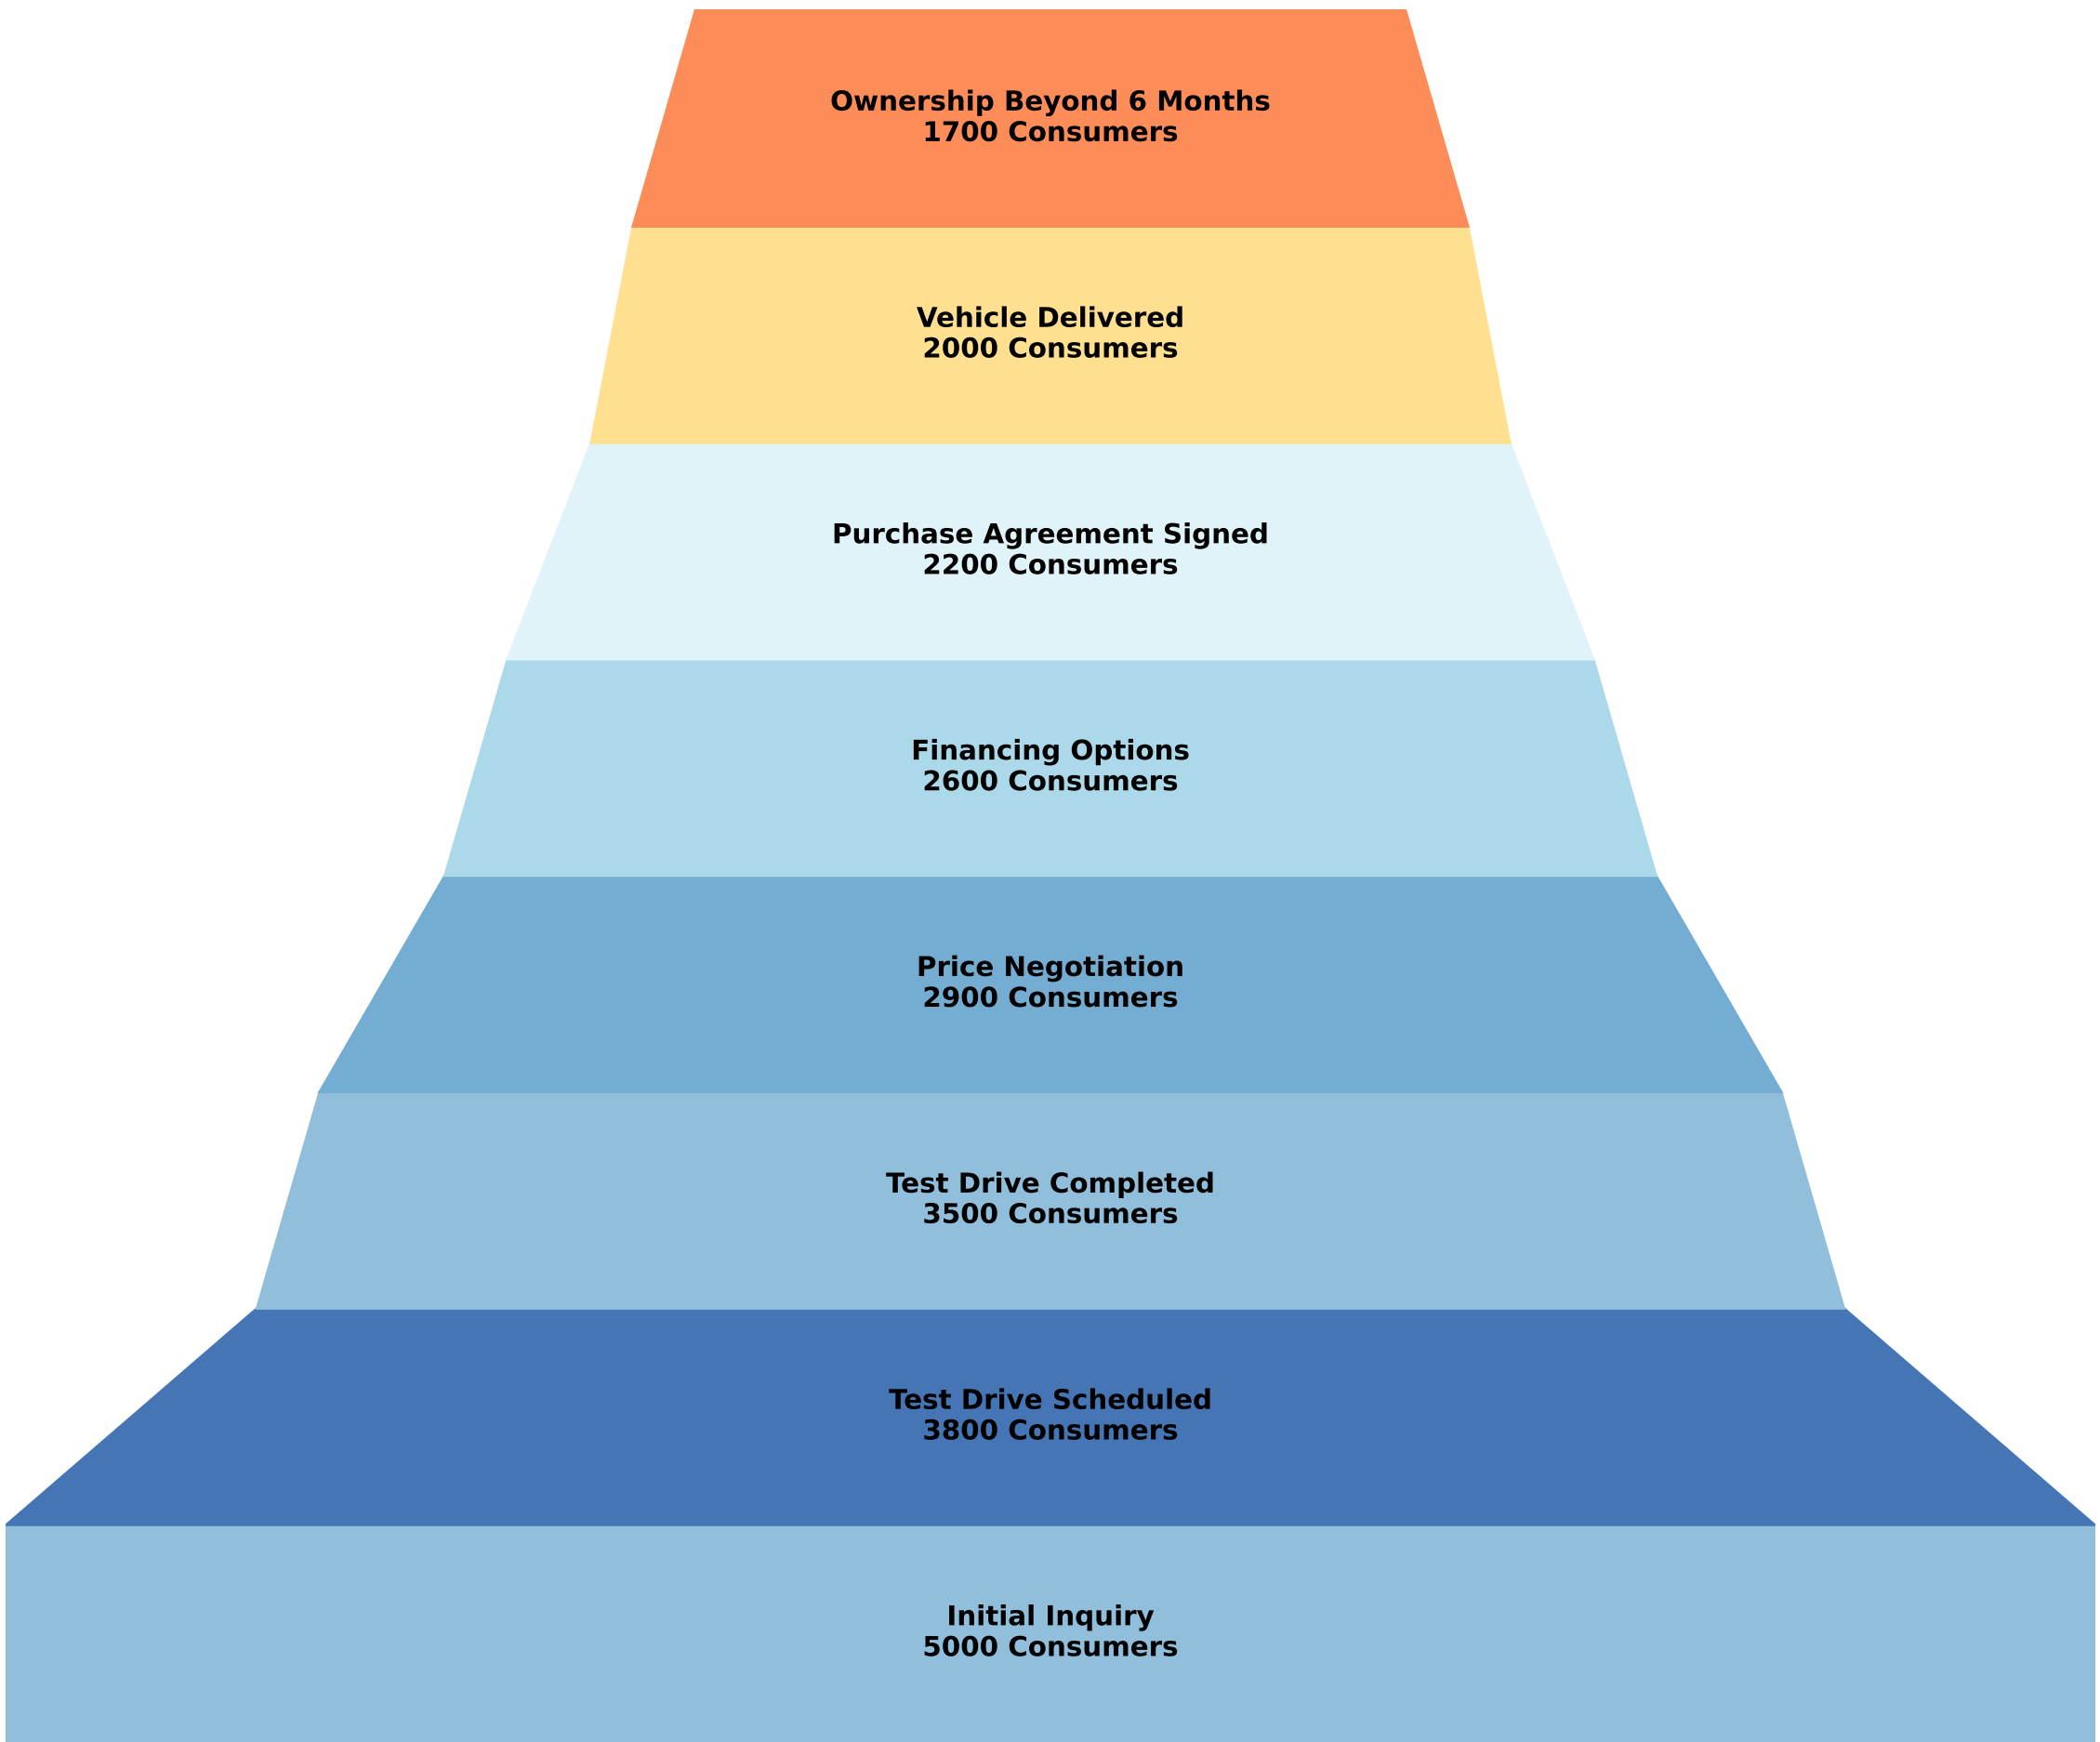 Ownership Beyond 6 Months
1700 Consumers
Vehicle Delivered
2000 Consumers
Purchase Agreement Signed
2200 Consumers
Financing Options
2600 Consumers
Price Negotiation
2900 Consumers
Test Drive Completed
3500 Consumers
Test Drive Scheduled
3800 Consumers
Initial Inquiry
5000 Consumers